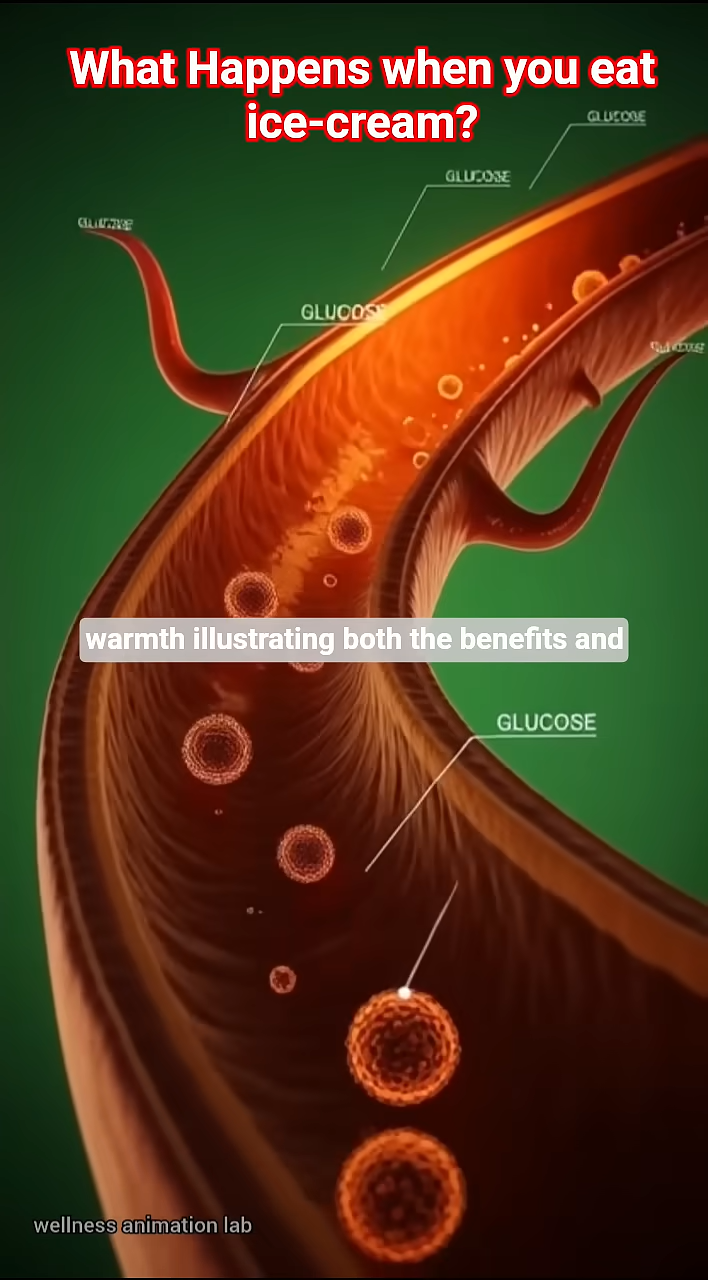 What Happens when you eat
ice-cream?
GLUCOSE
warmth illustrating both the benefits and
GLUCOSE
wellness animation lab